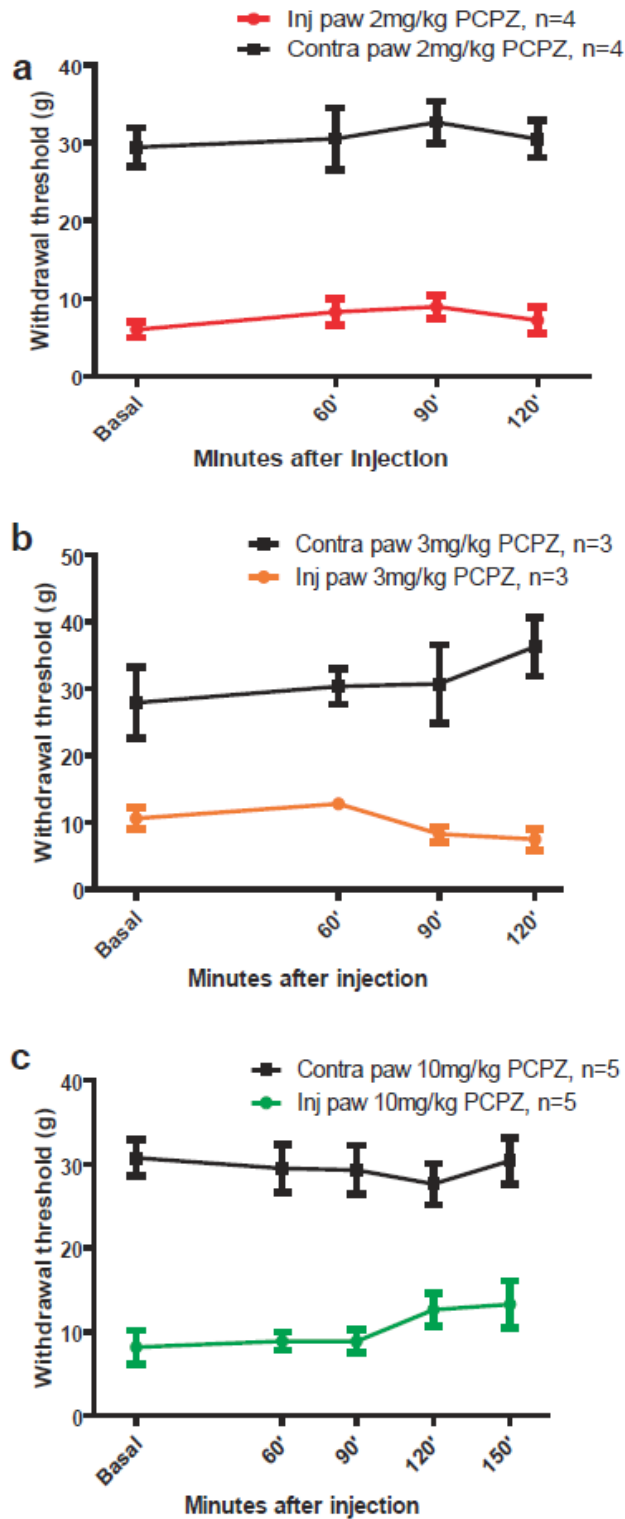 Inj paw 2mg/kg PCPZ, n=4
Contra paw 2mg/kg PCPZ, n=4
a
40
30
20
10
0
Withdrawal threshold (g)
Basal
60'
90'
120'
Minutes after Injection
b
Contra paw 3mg/kg PCPZ, n=3
Inj paw 3mg/kg PCPZ, n=3
50
40
30
20
10
0
Withdrawal threshold (g)
Basal
60'
90'
120'
Minutes after injection
c
Contra paw 10mg/kg PCPZ, n=5
Inj paw 10mg/kg PCPZ, n=5
40
30
20
10
0
Withdrawal threshold (g)
Basal
60'
90'
120'
150'
Minutes after injection